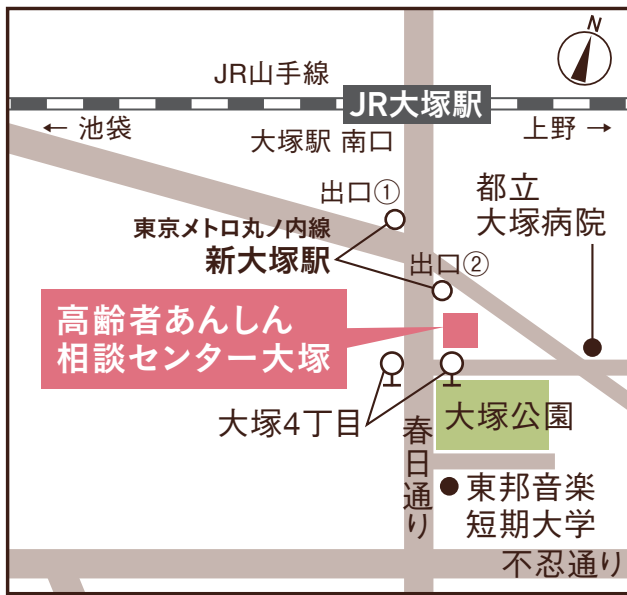 N
JR山手線
JR大塚駅
← 池袋
上野 →
大塚駅 南口
出口①
都立
大塚病院
東京メトロ丸ノ内線
新大塚駅
出口②
高齢者あんしん
相談センター大塚
大塚4丁目
大塚公園
春日通り
東邦音楽
短期大学
不忍通り